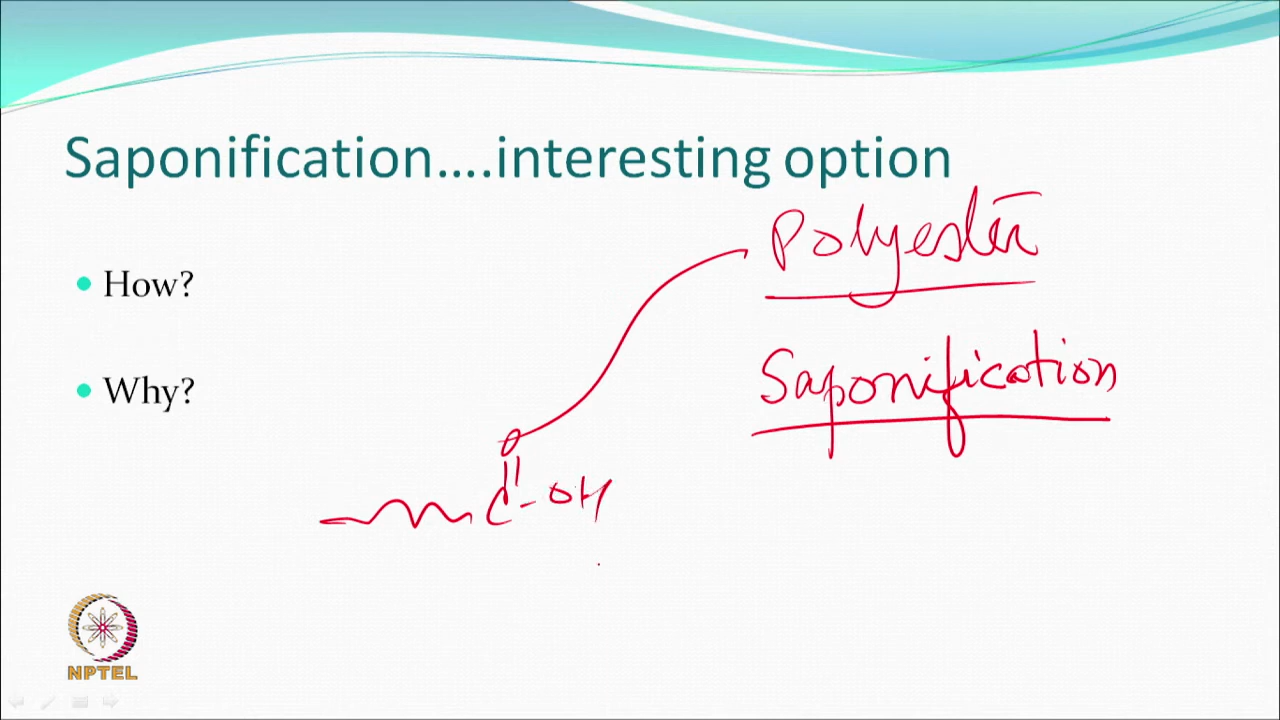 Saponification....interesting option
Polyester
• How?
Saponification
• Why?
O
||
C-OH
NPTEL